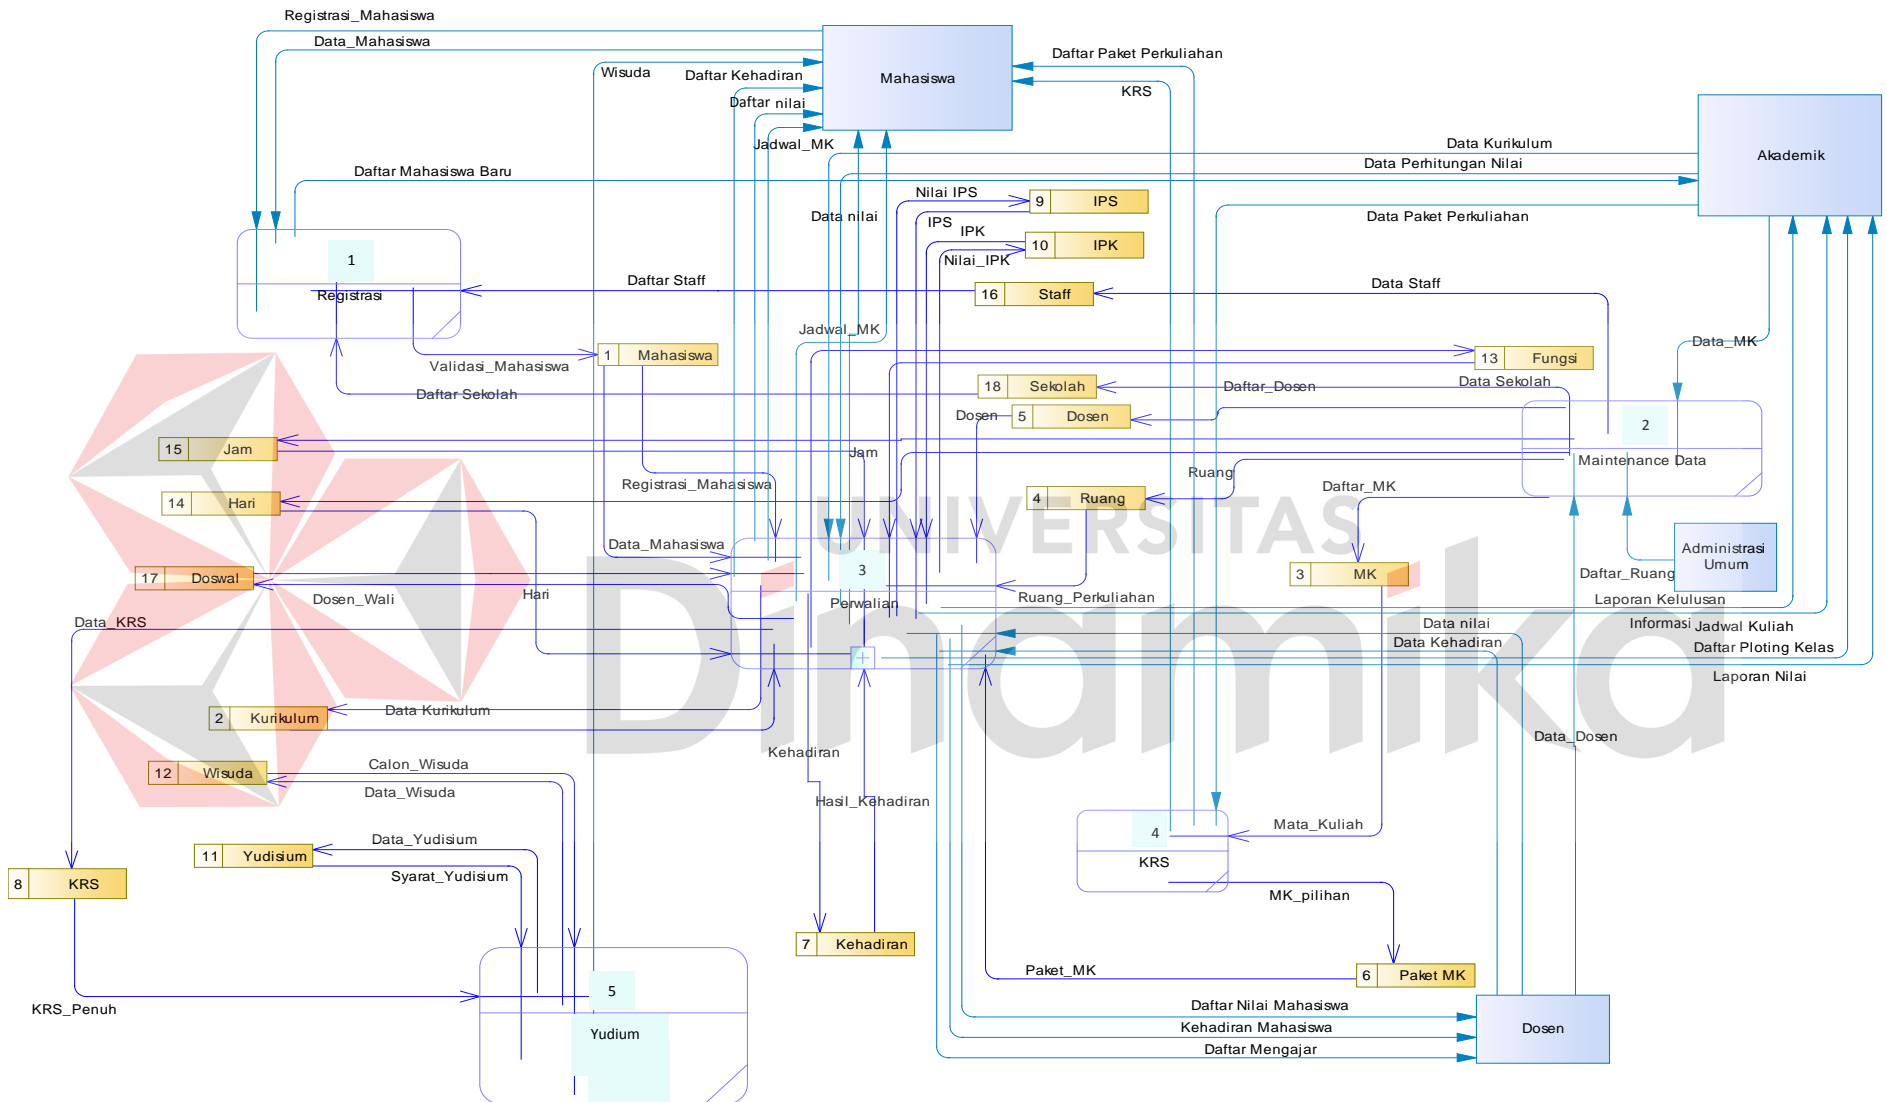 Registrasi_Mahasiswa
Data_Mahasiswa
Wisuda
Daftar Kehadiran
Daftar nilai
Jadwal_MK
Mahasiswa
Daftar Paket Perkuliahan
KRS
Akademik
Data Kurikulum
Data Perhitungan Nilai
Daftar Mahasiswa Baru
Nilai IPS
9 IPS
Data nilai
IPS
Data Paket Perkuliahan
IPK
10 IPK
Nilai_IPK
1
Registrasi
Daftar Staff
16 Staff
Data Staff
Jadwal_MK
Data_MK
Validasi_Mahasiswa
1 Mahasiswa
13 Fungsi
Daftar Sekolah
18 Sekolah
Daftar_Dosen
Data Sekolah
Dosen
5 Dosen
2
Maintenance Data
15 Jam
Jam
Ruang
Registrasi_Mahasiswa
4 Ruang
Daftar_MK
14 Hari
UNIVERSITAS
Dinamika
Data_Mahasiswa
3
Perwalian
Administrasi
Umum
3 MK
Daftar_Ruang
17 Doswal
Dosen_Wali
Hari
Ruang_Perkuliahan
Laporan Kelulusan
Data_KRS
Data nilai
Informasi Jadwal Kuliah
Data Kehadiran
Daftar Ploting Kelas
Laporan Nilai
2 Kurikulum
Data Kurikulum
Data_Dosen
Kehadiran
12 Wisuda
Calon_Wisuda
Data_Wisuda
Hasil_Kehadiran
Mata_Kuliah
4
KRS
Data_Yudisium
11 Yudisium
Syarat_Yudisium
8 KRS
MK_pilihan
7 Kehadiran
Paket_MK
6 Paket MK
5
Yudium
KRS_Penuh
Daftar Nilai Mahasiswa
Kehadiran Mahasiswa
Daftar Mengajar
Dosen